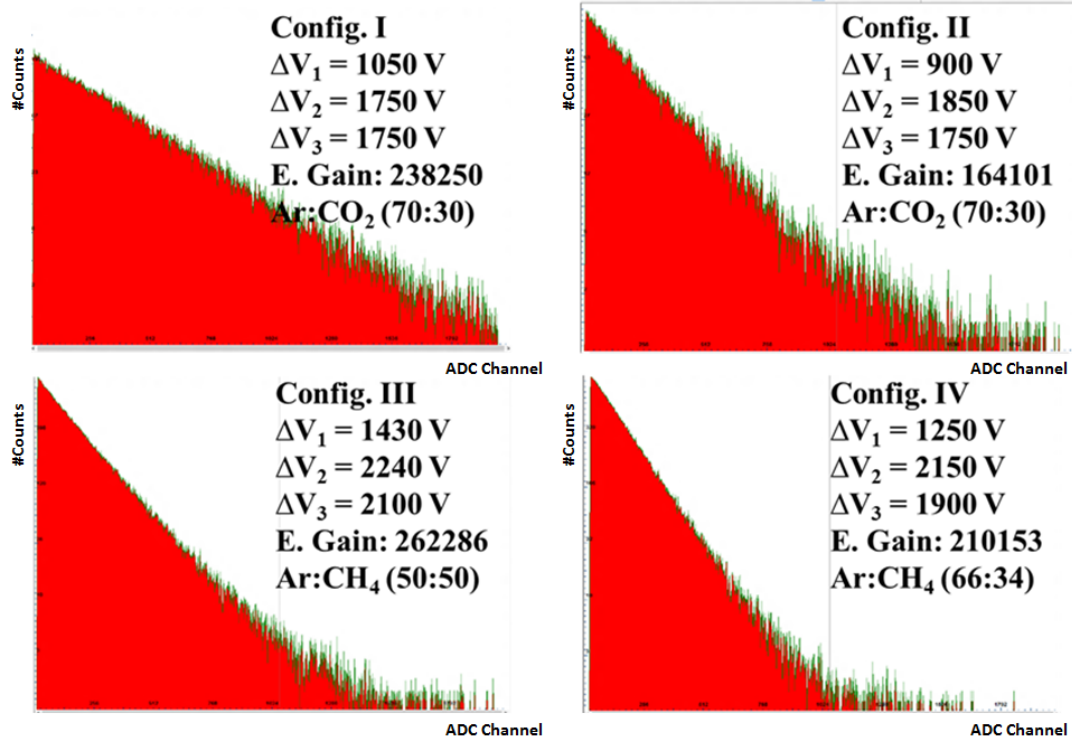 Config. I
ΔV₁ = 1050 V
ΔV₂ = 1750 V
ΔV₃ = 1750 V
E. Gain: 238250
Ar:CO₂ (70:30)
#Counts
ADC Channel
Config. II
ΔV₁ = 900 V
ΔV₂ = 1850 V
ΔV₃ = 1750 V
E. Gain: 164101
Ar:CO₂ (70:30)
#Counts
ADC Channel
Config. III
ΔV₁ = 1430 V
ΔV₂ = 2240 V
ΔV₃ = 2100 V
E. Gain: 262286
Ar:CH₄ (50:50)
#Counts
ADC Channel
Config. IV
ΔV₁ = 1250 V
ΔV₂ = 2150 V
ΔV₃ = 1900 V
E. Gain: 210153
Ar:CH₄ (66:34)
#Counts
ADC Channel